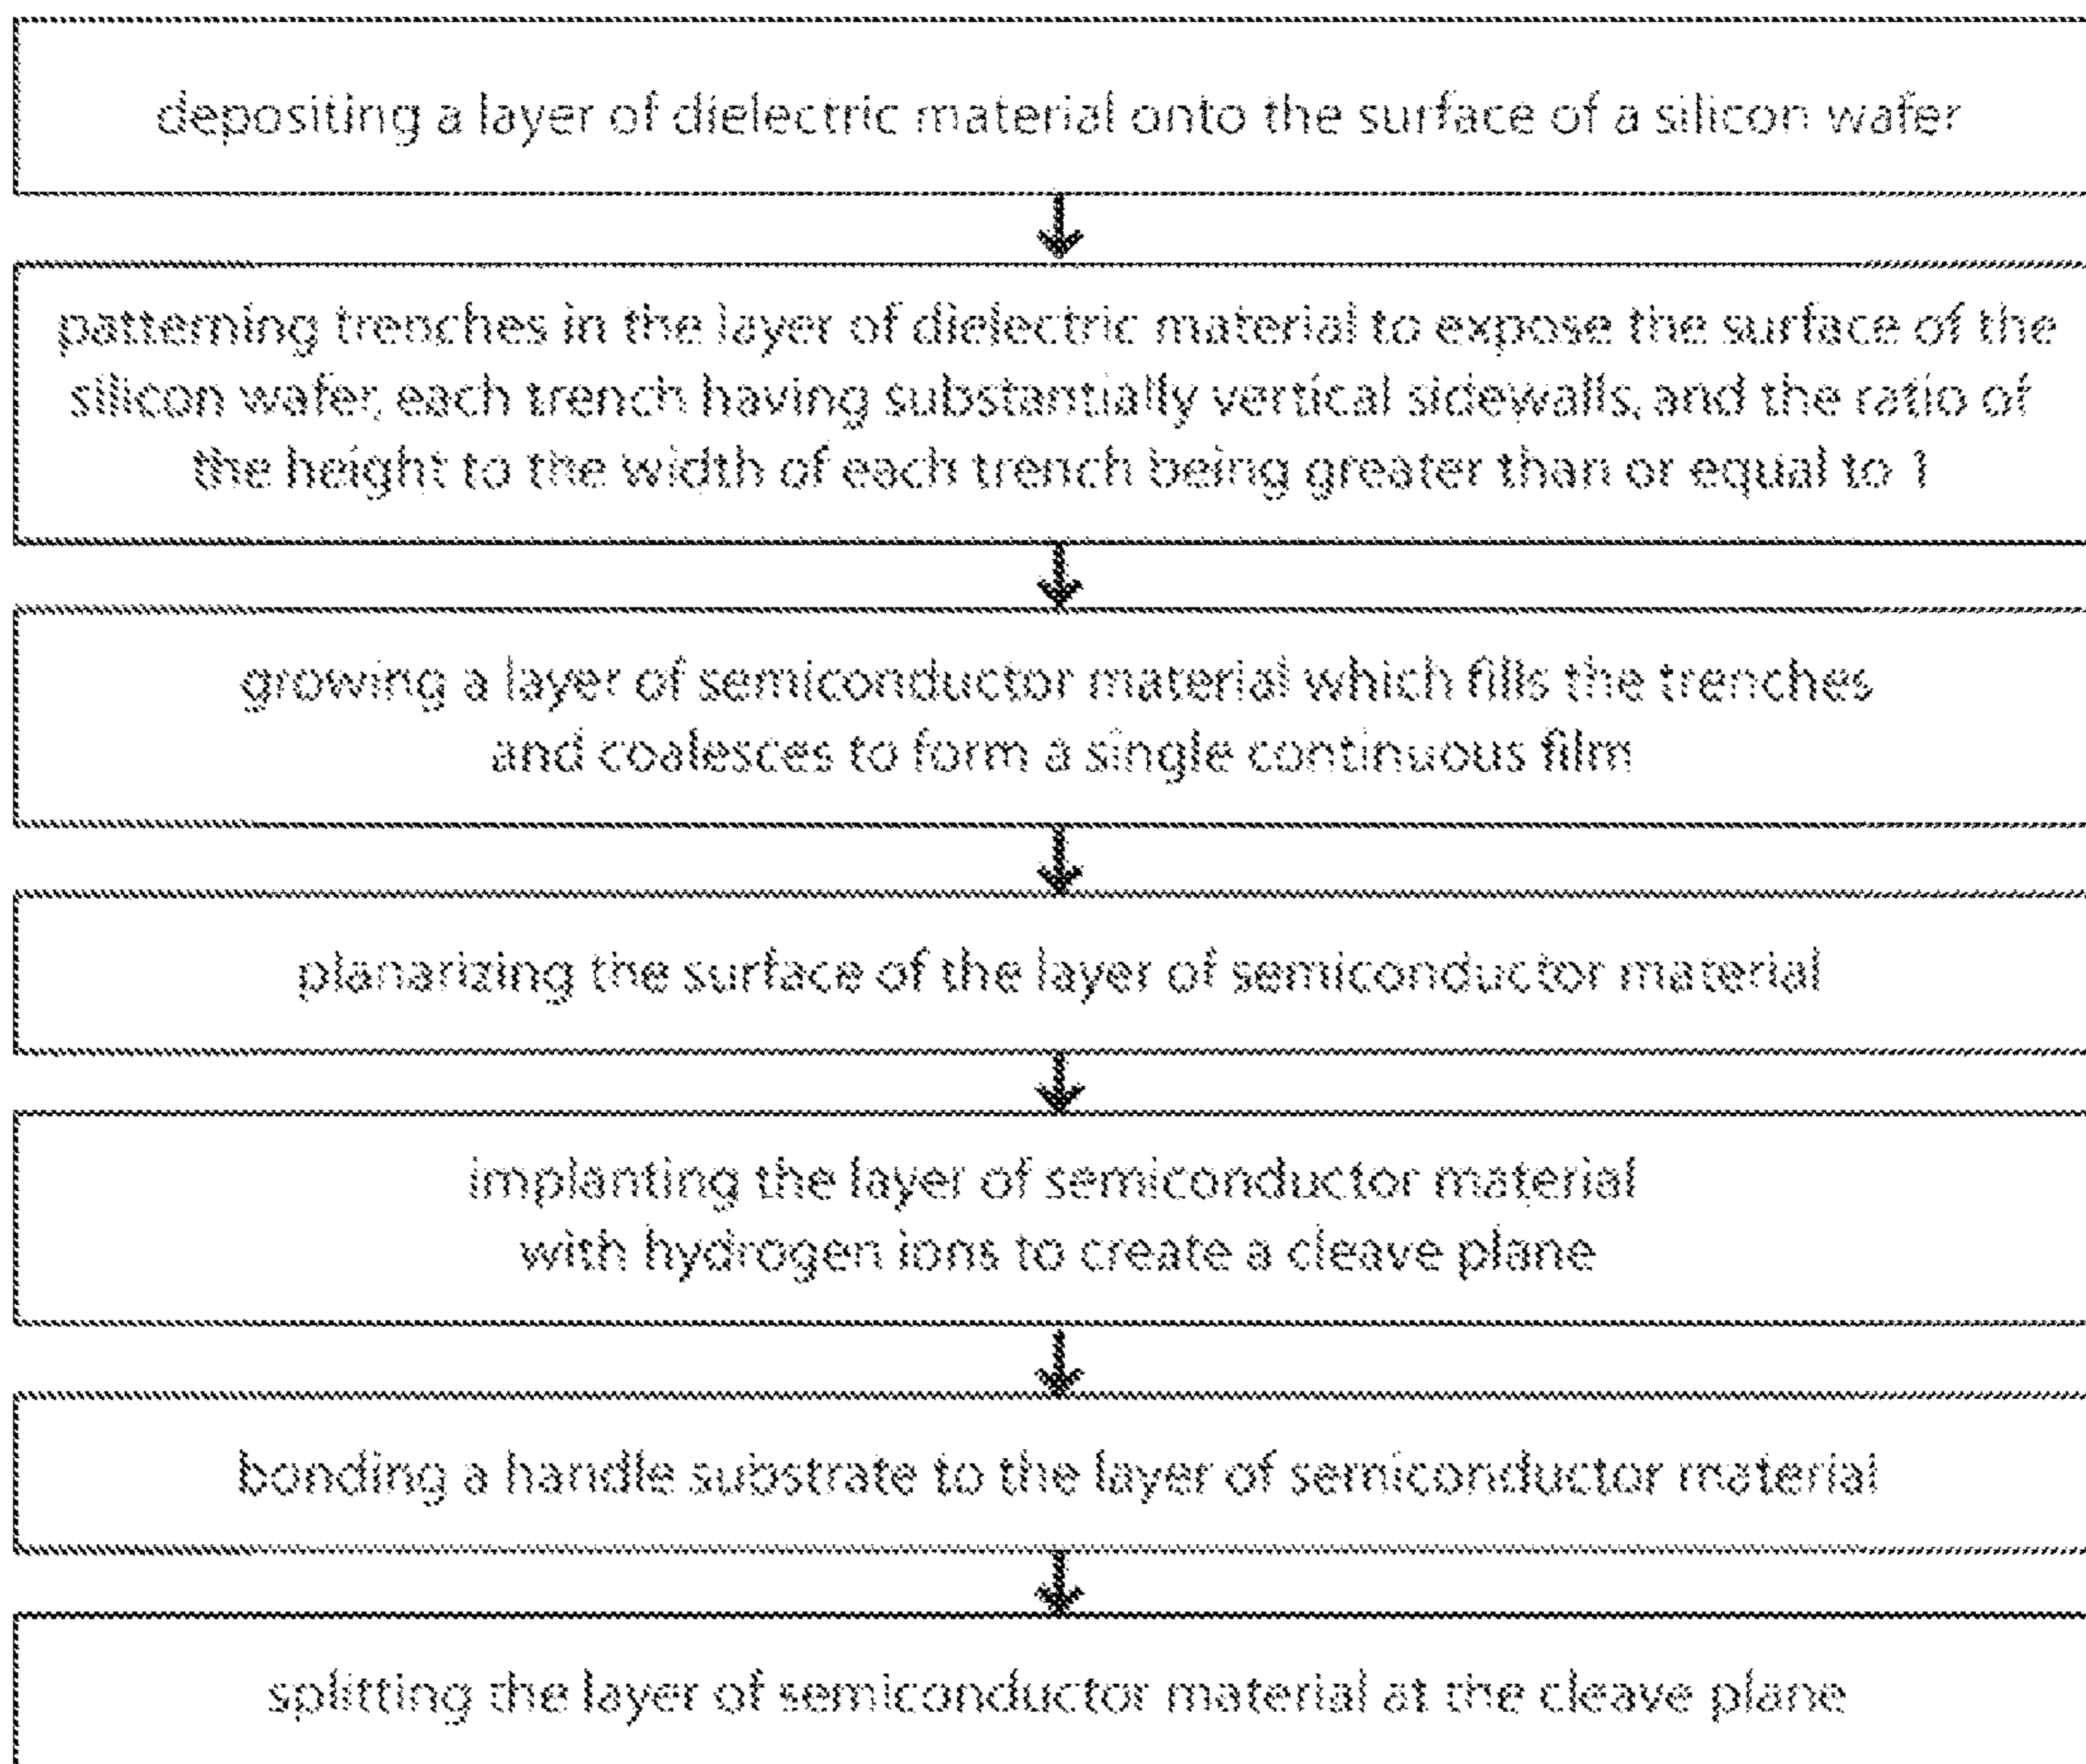 depositing a layer of dielectric material onto the surface of a silicon wafer
patterning trenches in the layer of dielectric material to expose the surface of the
silicon wafer, each trench having substantially vertical sidewalls, and the ratio of
the height to the width of each trench being greater than or equal to 1
growing a layer of semiconductor material which fills the trenches
and coalesces to form a single continuous film
planarizing the surface of the layer of semiconductor material
implanting the layer of semiconductor material
with hydrogen ions to create a cleave plane
bonding a handle substrate to the layer of semiconductor material
splitting the layer of semiconductor material at the cleave plane